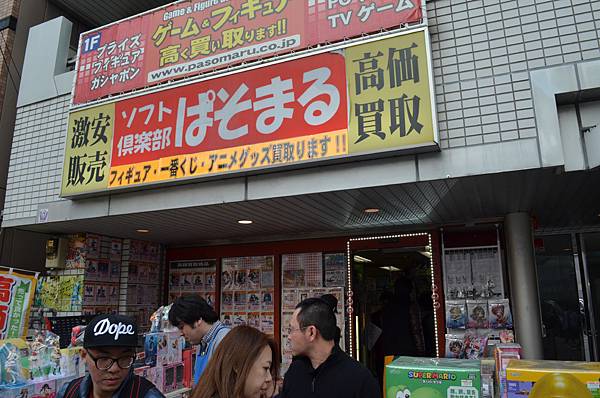 Game & Figure
ゲーム&フィギュア
高く買い取ります!!
www.pasomaru.co.jp
TV ゲーム
1F
プライズ
フィギュア
ガシャポン
激安
販売
ソフト
倶楽部
ぱそまる
高価
買取
フィギュア・一番くじ・アニメグッズ買取ります!!
Dope
SUPER MARIO